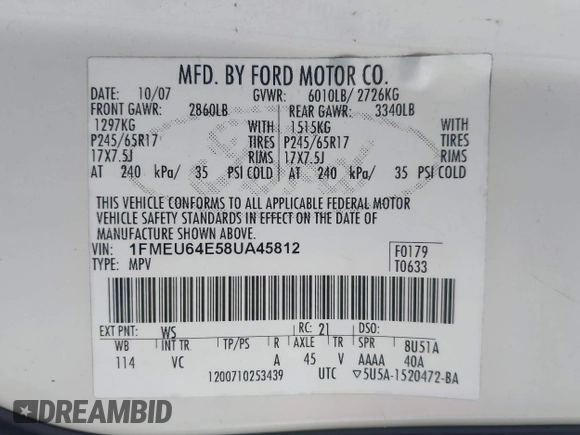 MFD. BY FORD MOTOR CO.
DATE: 10/07 GVWR: 6010LB/ 2726KG
FRONT GAWR: 2860LB REAR GAWR: 3340LB
1297KG WITH 1515KG WITH
P245/65R17 TIRES P245/65R17 TIRES
17X7.5J RIMS 17X7.5J RIMS
AT 240 kPa/ 35 PSI COLD AT 240 kPa/ 35 PSI COLD
THIS VEHICLE CONFORMS TO ALL APPLICABLE FEDERAL MOTOR
VEHICLE SAFETY STANDARDS IN EFFECT ON THE DATE OF
MANUFACTURE SHOWN ABOVE.
VIN: 1FMEU64E58UA45812 F0179
TYPE: MPV T0633
EXT PNT: WS RC: 21 DSO:
WB INT TR TP/PS R AXLE TR SPR 8U51A
114 VC A 45 V AAAA 40A
1200710253439 UTC ▽5U5A-1520472-BA
DREAMBID